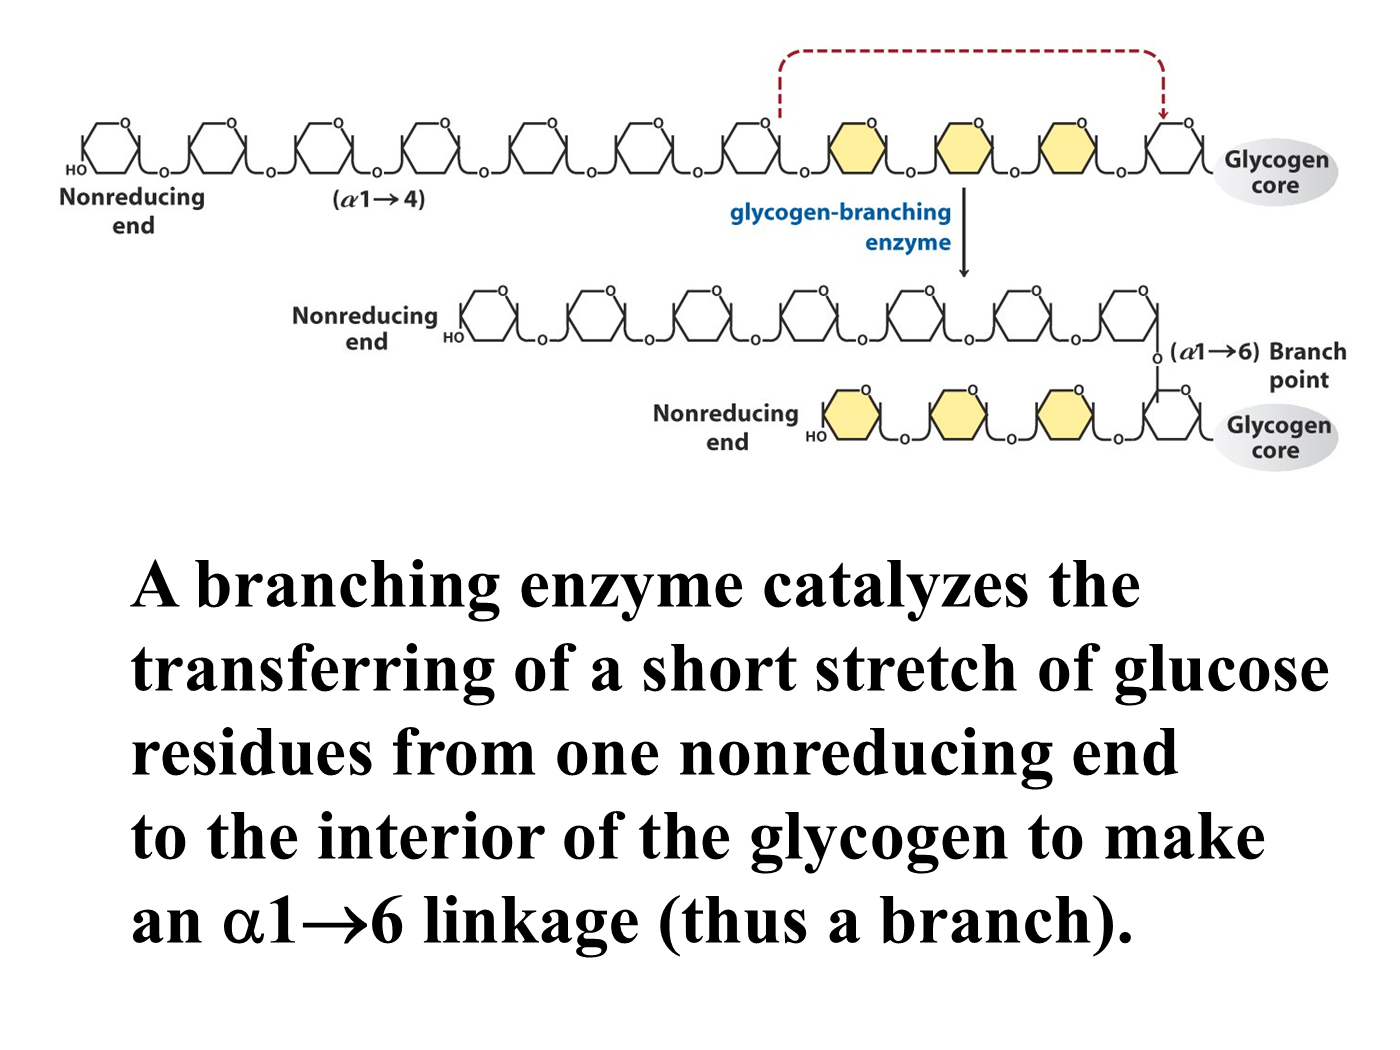 Nonreducing
end
HO
(α1→4)
Glycogen
core
glycogen-branching
enzyme
Nonreducing
end
HO
(α1→6) Branch
point
Nonreducing
end
HO
Glycogen
core
O O O O O O O O O O O
O O O O O O O O O O
O O O O O O O
O O O O O O
O
O O O O
O O O
A branching enzyme catalyzes the
transferring of a short stretch of glucose
residues from one nonreducing end
to the interior of the glycogen to make
an α1→6 linkage (thus a branch).